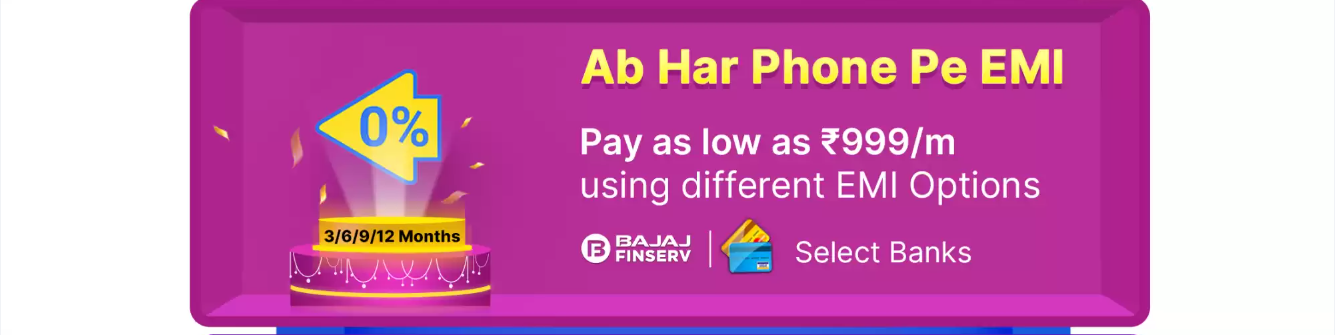 Ab Har Phone Pe EMI
0%
Pay as low as ₹999/m
using different EMI Options
3/6/9/12 Months
BAJAJ
FINSERV
Select Banks